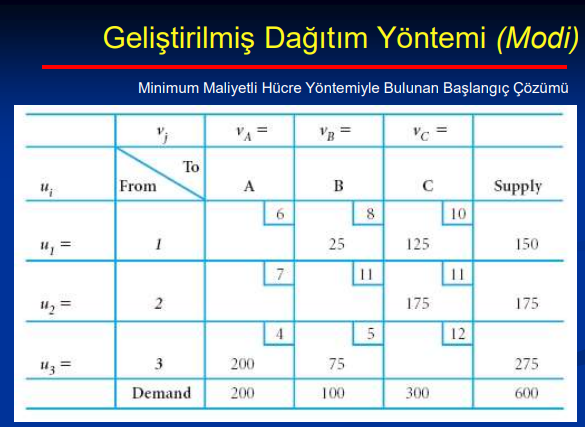 Geliştirilmiş Dağıtım Yöntemi (Modi)
Minimum Maliyetli Hücre Yöntemiyle Bulunan Başlangıç Çözümü
vj vA = vB = vC =
To
ui From A B C Supply
6 8 10
u1 = 1 25 125 150
7 11 11
u2 = 2 175 175
4 5 12
u3 = 3 200 75 275
Demand 200 100 300 600